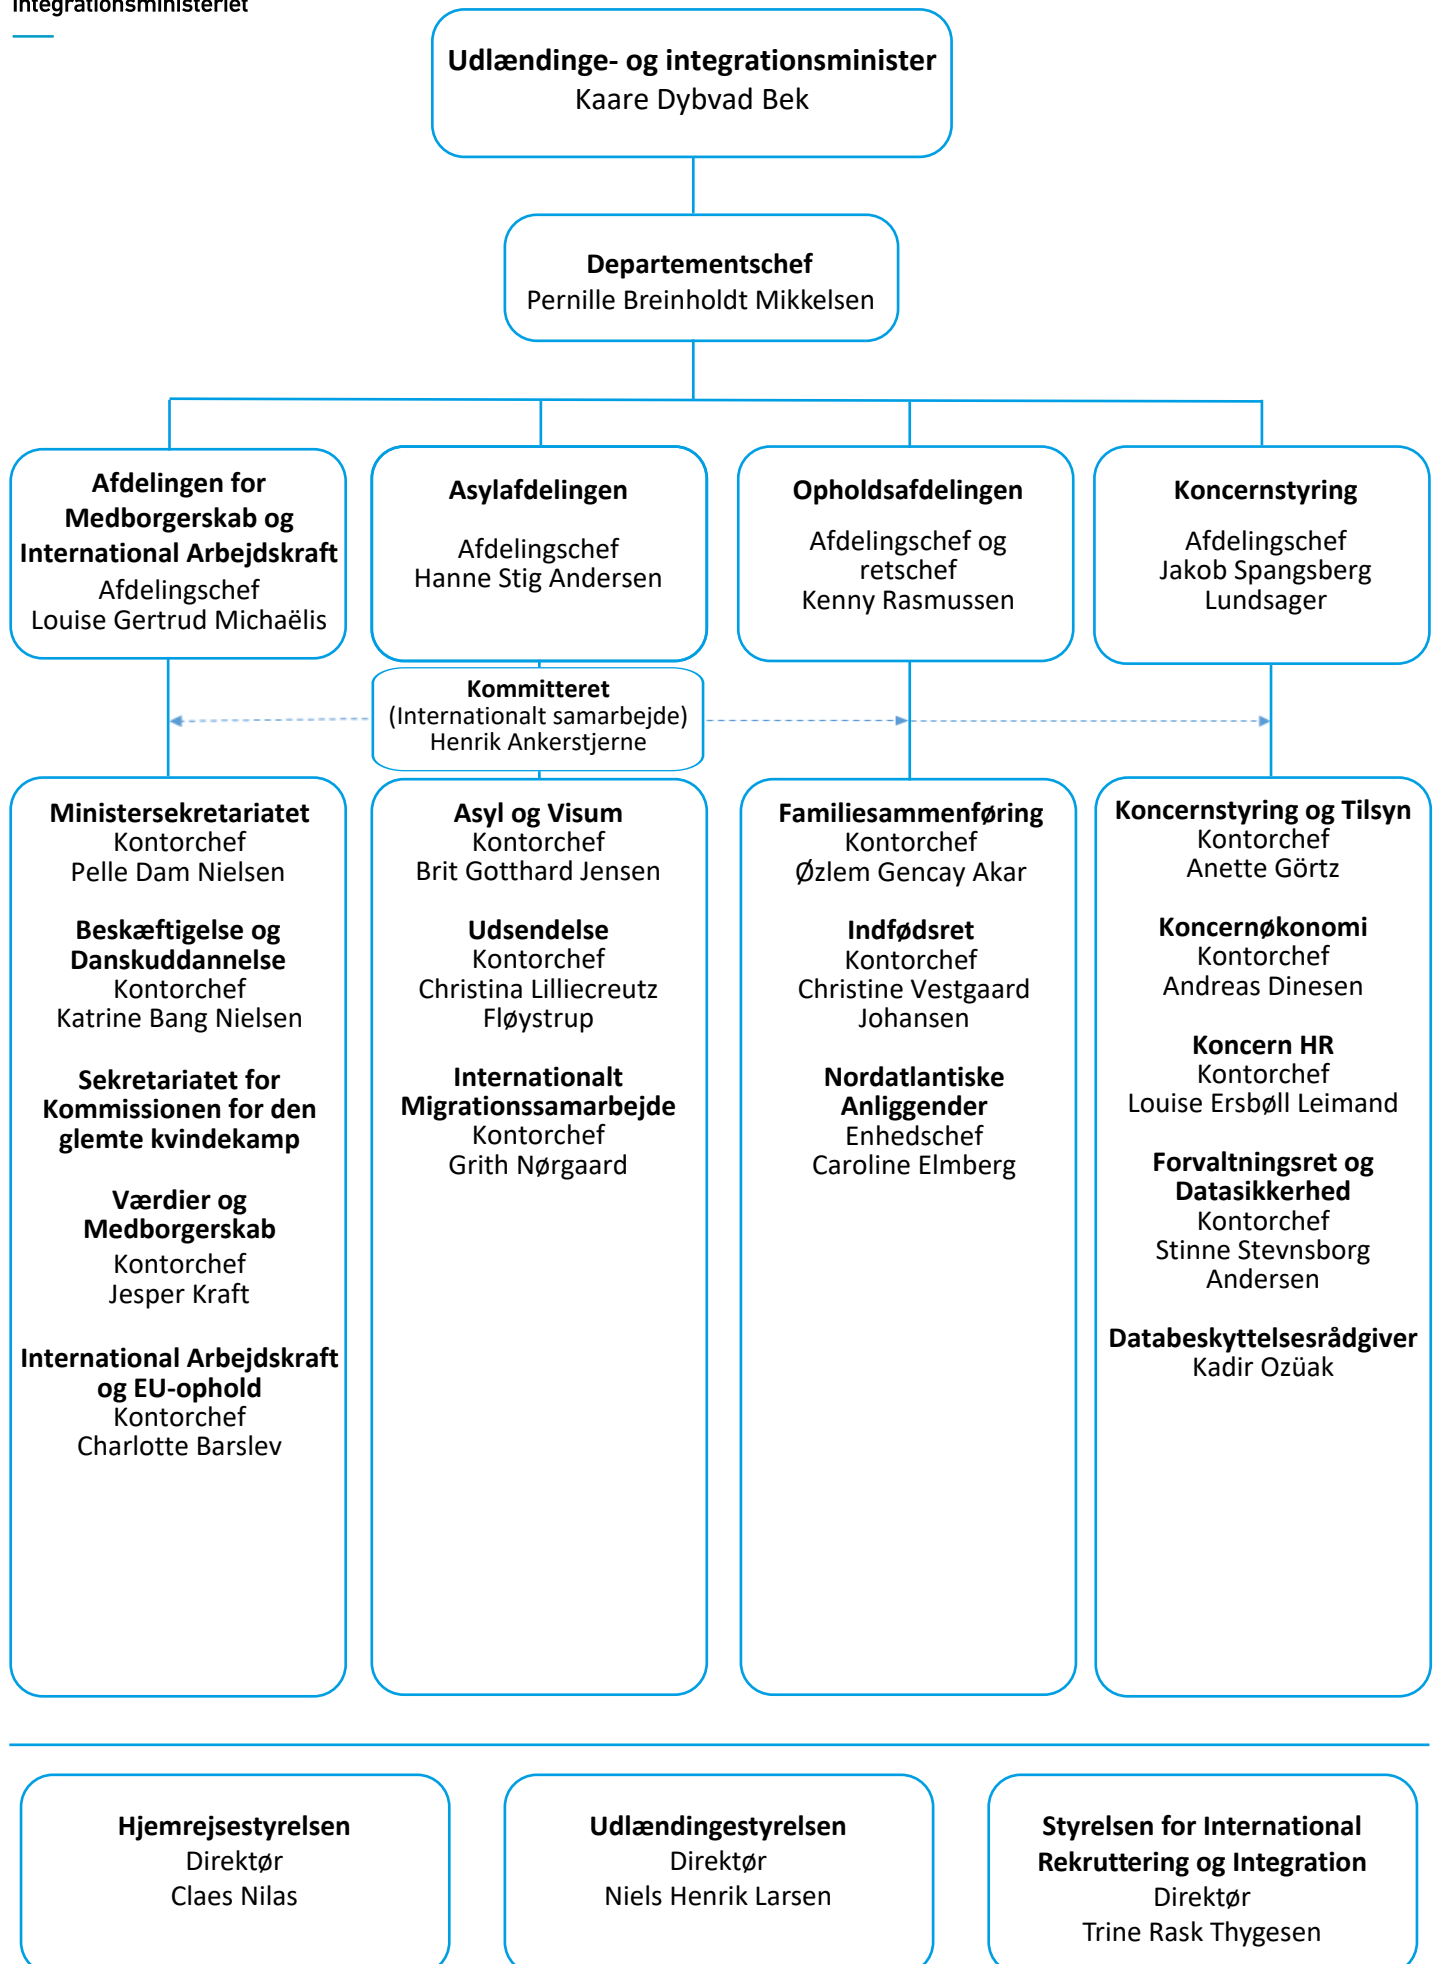 Integrationsministeriet
Udlændinge- og integrationsminister
Kaare Dybvad Bek
Departementschef
Pernille Breinholdt Mikkelsen
Afdelingen for
Medborgerskab og
International Arbejdskraft
Afdelingschef
Louise Gertrud Michaëlis
Asylafdelingen
Afdelingschef
Hanne Stig Andersen
Opholdsafdelingen
Afdelingschef og
retschef
Kenny Rasmussen
Koncernstyring
Afdelingschef
Jakob Spangsberg
Lundsager
Kommitteret
(Internationalt samarbejde)
Henrik Ankerstjerne
Ministersekretariatet
Kontorchef
Pelle Dam Nielsen
Beskæftigelse og
Danskuddannelse
Kontorchef
Katrine Bang Nielsen
Sekretariatet for
Kommissionen for den
glemte kvindekamp
Værdier og
Medborgerskab
Kontorchef
Jesper Kraft
International Arbejdskraft
og EU-ophold
Kontorchef
Charlotte Barslev
Asyl og Visum
Kontorchef
Brit Gotthard Jensen
Udsendelse
Kontorchef
Christina Lilliecreutz
Fløystrup
Internationalt
Migrationssamarbejde
Kontorchef
Grith Nørgaard
Familiesammenføring
Kontorchef
Øzlem Gencay Akar
Indfødsret
Kontorchef
Christine Vestgaard
Johansen
Nordatlantiske
Anliggender
Enhedschef
Caroline Elmberg
Koncernstyring og Tilsyn
Kontorchef
Anette Görtz
Koncernøkonomi
Kontorchef
Andreas Dinesen
Koncern HR
Kontorchef
Louise Ersbøll Leimand
Forvaltningsret og
Datasikkerhed
Kontorchef
Stinne Stevnsborg
Andersen
Databeskyttelsesrådgiver
Kadir Ozüak
Hjemrejsestyrelsen
Direktør
Claes Nilas
Udlændingestyrelsen
Direktør
Niels Henrik Larsen
Styrelsen for International
Rekruttering og Integration
Direktør
Trine Rask Thygesen